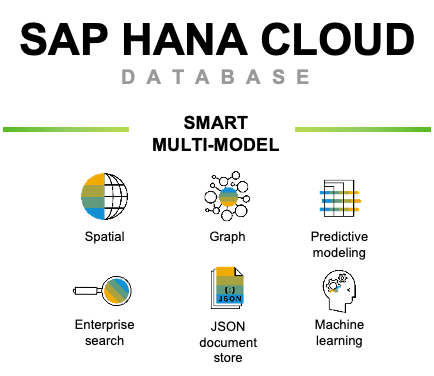 SAP HANA CLOUD
DATABASE
SMART
MULTI-MODEL
Spatial
Graph
Predictive
modeling
Enterprise
search
{;}
JSON
JSON
document
store
Machine
learning